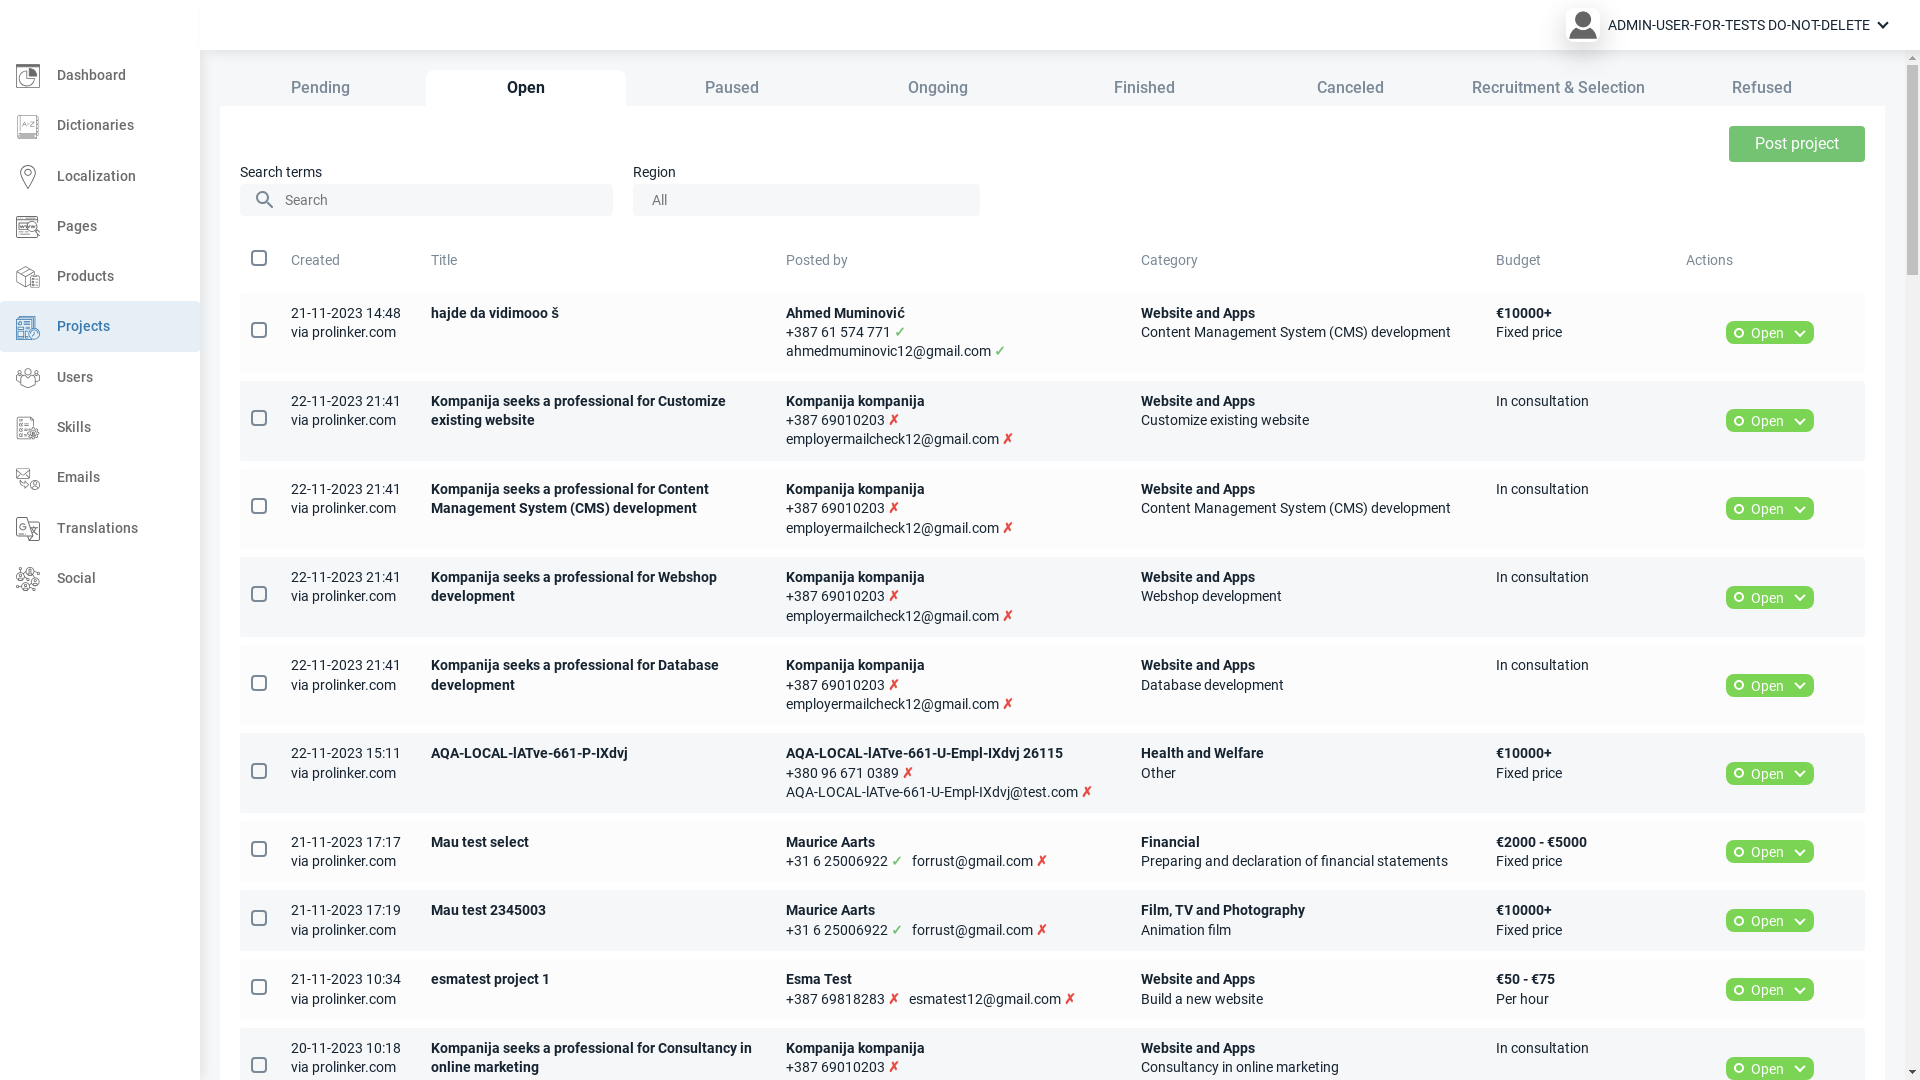 ADMIN-USER-FOR-TESTS DO-NOT-DELETE
Dashboard
Dictionaries
Localization
Pages
Products
Projects
Users
Skills
Emails
Translations
Social
Pending
Open
Paused
Ongoing
Finished
Canceled
Recruitment & Selection
Refused
Post project
Search terms
Search
Region
All
Created
Title
Posted by
Category
Budget
Actions
21-11-2023 14:48
via prolinker.com
hajde da vidimooo š
Ahmed Muminović
+387 61 574 771 ✓
ahmedmuminovic12@gmail.com ✓
Website and Apps
Content Management System (CMS) development
€10000+
Fixed price
Open
22-11-2023 21:41
via prolinker.com
Kompanija seeks a professional for Customize
existing website
Kompanija kompanija
+387 69010203 ✗
employermailcheck12@gmail.com ✗
Website and Apps
Customize existing website
In consultation
Open
22-11-2023 21:41
via prolinker.com
Kompanija seeks a professional for Content
Management System (CMS) development
Kompanija kompanija
+387 69010203 ✗
employermailcheck12@gmail.com ✗
Website and Apps
Content Management System (CMS) development
In consultation
Open
22-11-2023 21:41
via prolinker.com
Kompanija seeks a professional for Webshop
development
Kompanija kompanija
+387 69010203 ✗
employermailcheck12@gmail.com ✗
Website and Apps
Webshop development
In consultation
Open
22-11-2023 21:41
via prolinker.com
Kompanija seeks a professional for Database
development
Kompanija kompanija
+387 69010203 ✗
employermailcheck12@gmail.com ✗
Website and Apps
Database development
In consultation
Open
22-11-2023 15:11
via prolinker.com
AQA-LOCAL-lATve-661-P-IXdvj
AQA-LOCAL-lATve-661-U-Empl-IXdvj 26115
+380 96 671 0389 ✗
AQA-LOCAL-lATve-661-U-Empl-IXdvj@test.com ✗
Health and Welfare
Other
€10000+
Fixed price
Open
21-11-2023 17:17
via prolinker.com
Mau test select
Maurice Aarts
+31 6 25006922 ✓ forrust@gmail.com ✗
Financial
Preparing and declaration of financial statements
€2000 - €5000
Fixed price
Open
21-11-2023 17:19
via prolinker.com
Mau test 2345003
Maurice Aarts
+31 6 25006922 ✓ forrust@gmail.com ✗
Film, TV and Photography
Animation film
€10000+
Fixed price
Open
21-11-2023 10:34
via prolinker.com
esmatest project 1
Esma Test
+387 69818283 ✗ esmatest12@gmail.com ✗
Website and Apps
Build a new website
€50 - €75
Per hour
Open
20-11-2023 10:18
via prolinker.com
Kompanija seeks a professional for Consultancy in
online marketing
Kompanija kompanija
+387 69010203 ✗
Website and Apps
Consultancy in online marketing
In consultation
Open